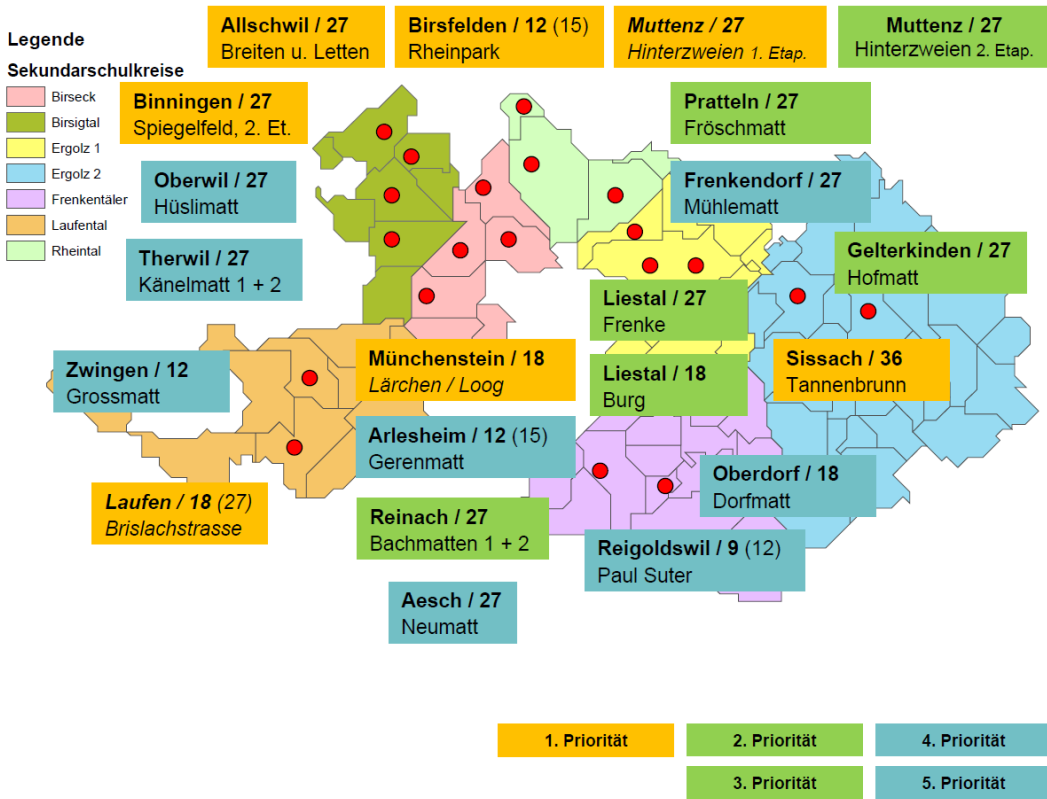 Legende
Sekundarschulkreise
Birseck
Birsigtal
Ergolz 1
Ergolz 2
Frenkentäler
Laufental
Rheintal
Allschwil / 27
Breiten u. Letten
Birsfelden / 12 (15)
Rheinpark
Muttenz / 27
Hinterzweien 1. Etap.
Muttenz / 27
Hinterzweien 2. Etap.
Binningen / 27
Spiegelfeld, 2. Et.
Pratteln / 27
Fröschmatt
Oberwil / 27
Hüslimatt
Frenkendorf / 27
Mühlematt
Therwil / 27
Känelmatt 1 + 2
Gelterkinden / 27
Hofmatt
Liestal / 27
Frenke
Zwingen / 12
Grossmatt
Münchenstein / 18
Lärchen / Loog
Liestal / 18
Burg
Sissach / 36
Tannenbrunn
Arlesheim / 12 (15)
Gerenmatt
Oberdorf / 18
Dorfmatt
Laufen / 18 (27)
Brislachstrasse
Reinach / 27
Bachmatten 1 + 2
Reigoldswil / 9 (12)
Paul Suter
Aesch / 27
Neumatt
1. Priorität
2. Priorität
4. Priorität
3. Priorität
5. Priorität